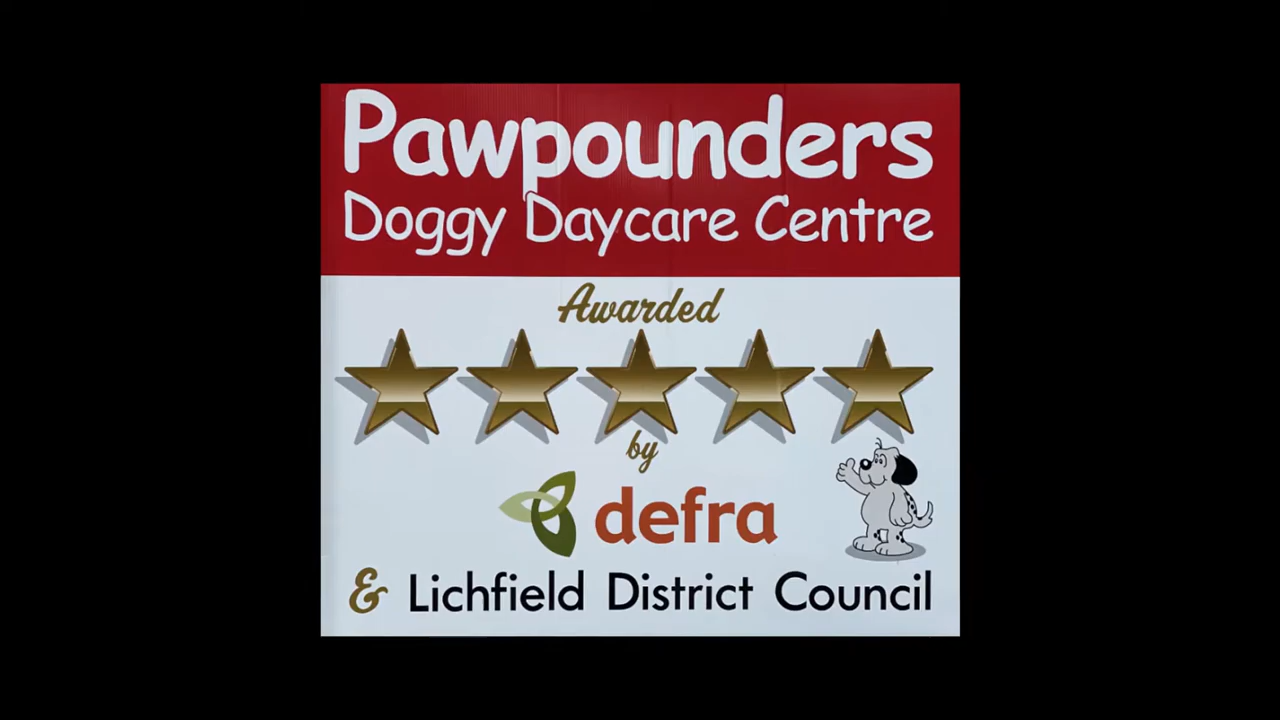 Pawpounders
Doggy Daycare Centre
Awarded
by
defra
& Lichfield District Council